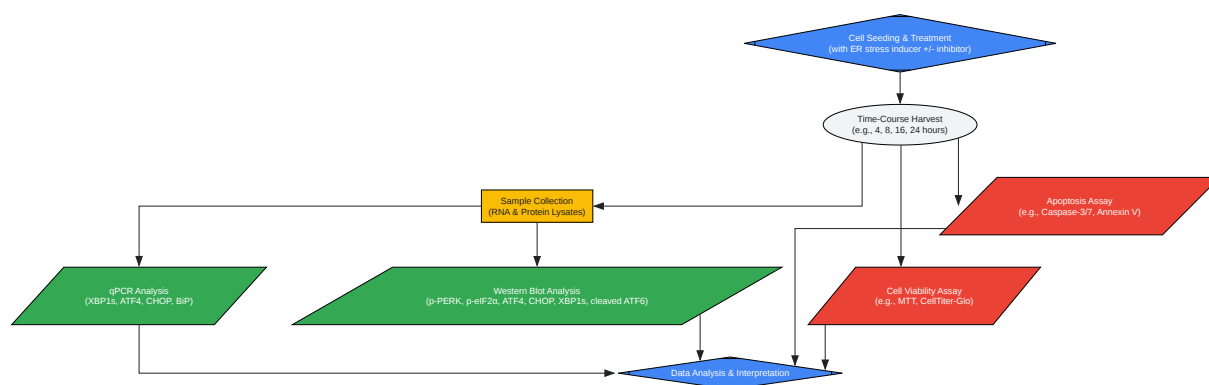 Cell Seeding & Treatment
(with ER stress inducer +/- inhibitor)
Time-Course Harvest
(e.g., 4, 8, 16, 24 hours)
Sample Collection
(RNA & Protein Lysates)
Apoptosis Assay
(e.g., Caspase-3/7, Annexin V)
qPCR Analysis
(XBP1s, ATF4, CHOP, BiP)
Western Blot Analysis
(p-PERK, p-eIF2α, ATF4, CHOP, XBP1s, cleaved ATF6)
Cell Viability Assay
(e.g., MTT, CellTiter-Glo)
Data Analysis & Interpretation